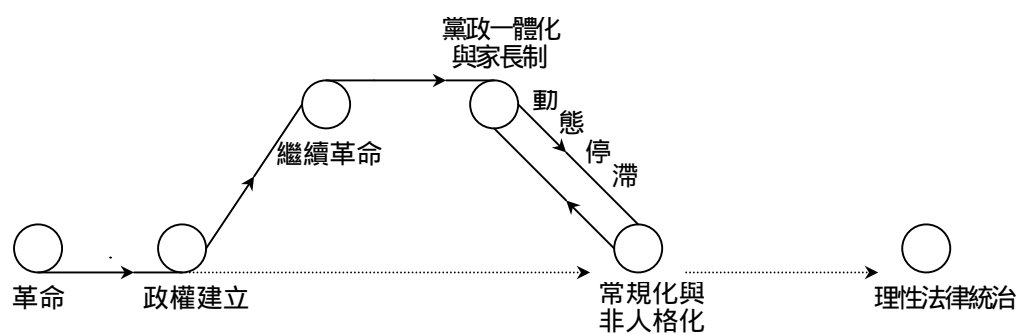 黨政一體化
與家長制
動態停滯
繼續革命
革命
政權建立
常規化與
非人格化
理性法律統治